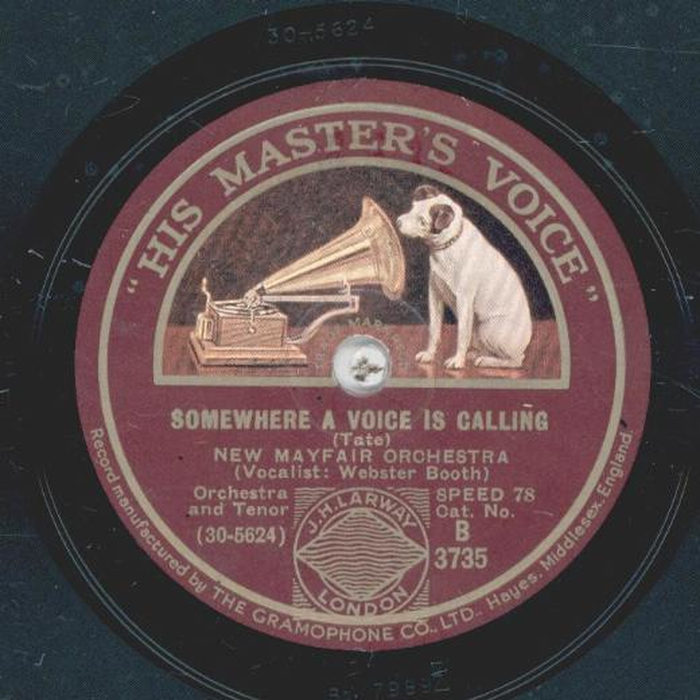 30-5624
"HIS MASTER'S VOICE"
SOMEWHERE A VOICE IS CALLING
(Tate)
NEW MAYFAIR ORCHESTRA
(Vocalist: Webster Booth)
Orchestra and Tenor
(30-5624)
J.H.LARWAY
LONDON
SPEED 78
Cat. No.
B
3735
Record manufactured by THE GRAMOPHONE CO., LTD., Hayes, Middlesex, England.